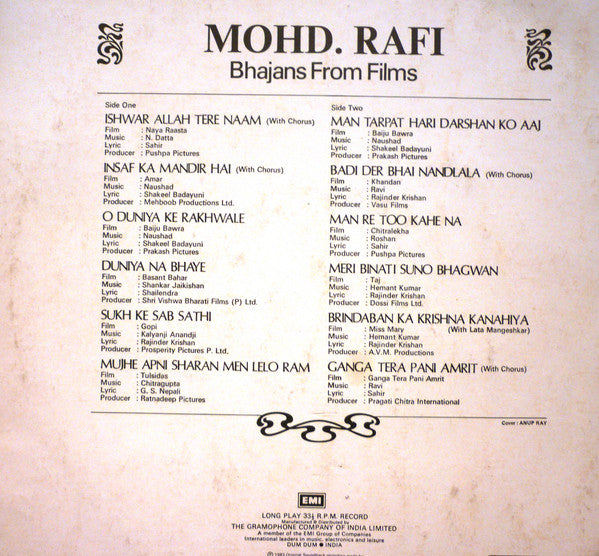 MOHD. RAFI
Bhajans From Films
Side One
ISHWAR ALLAH TERE NAAM (With Chorus)
Film : Naya Raasta
Music : N. Datta
Lyric : Sahir
Producer : Pushpa Pictures
INSAF KA MANDIR HAI (With Chorus)
Film : Amar
Music : Naushad
Lyric : Shakeel Badayuni
Producer : Mehboob Productions Ltd.
O DUNIYA KE RAKHWALE
Film : Baiju Bawra
Music : Naushad
Lyric : Shakeel Badayuni
Producer : Prakash Pictures
DUNIYA NA BHAYE
Film : Basant Bahar
Music : Shankar Jaikishan
Lyric : Shailendra
Producer : Shri Vishwa Bharati Films (P) Ltd.
SUKH KE SAB SATHI
Film : Gopi
Music : Kalyanji Anandji
Lyric : Rajinder Krishan
Producer : Prosperity Pictures P. Ltd.
MUJHE APNI SHARAN MEN LELO RAM
Film : Tulsidas
Music : Chitragupta
Lyric : G. S. Nepali
Producer : Ratnadeep Pictures
Side Two
MAN TARPAT HARI DARSHAN KO AAJ
Film : Baiju Bawra
Music : Naushad
Lyric : Shakeel Badayuni
Producer : Prakash Pictures
BADI DER BHAI NANDLALA (With Chorus)
Film : Khandan
Music : Ravi
Lyric : Rajinder Krishan
Producer : Vasu Films
MAN RE TOO KAHE NA
Film : Chitralekha
Music : Roshan
Lyric : Sahir
Producer : Pushpa Pictures
MERI BINATI SUNO BHAGWAN
Film : Taj
Music : Hemant Kumar
Lyric : Rajinder Krishan
Producer : Dossi Films Ltd.
BRINDABAN KA KRISHNA KANAHIYA
Film : Miss Mary (With Lata Mangeshkar)
Music : Hemant Kumar
Lyric : Rajinder Krishan
Producer : A.V.M. Productions
GANGA TERA PANI AMRIT (With Chorus)
Film : Ganga Tera Pani Amrit
Music : Ravi
Lyric : Sahir
Producer : Pragati Chitra International
Cover : ANUP RAY
EMI
LONG PLAY 33⅓ R.P.M. RECORD
Manufactured & Distributed by
THE GRAMOPHONE COMPANY OF INDIA LIMITED
A member of the EMI Group of Companies
International leaders in music, electronics and leisure
DUM DUM • INDIA